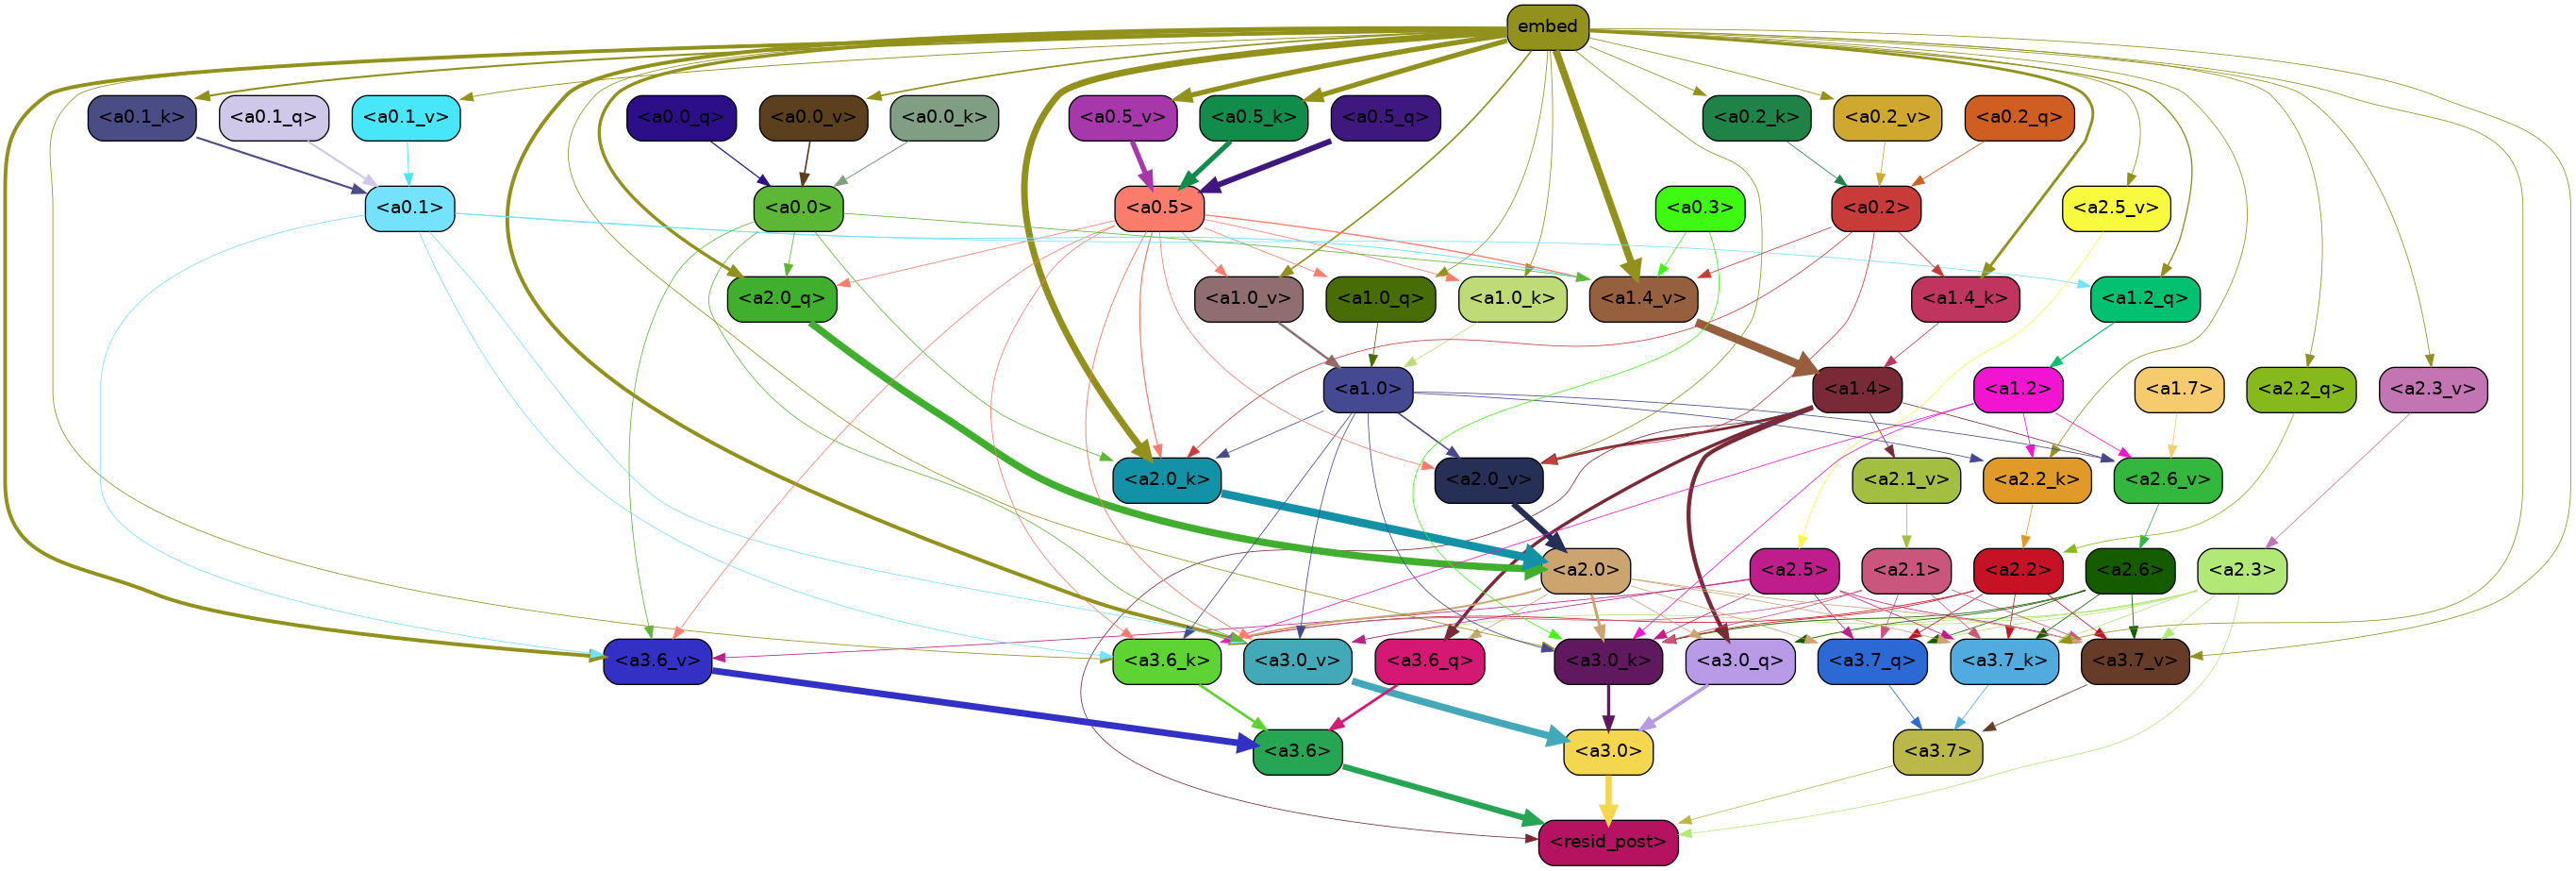 embed
<a0.1_k> <a0.1_q> <a0.1_v> <a0.0_q> <a0.0_v> <a0.0_k> <a0.5_v> <a0.5_k> <a0.5_q> <a0.2_k> <a0.2_v> <a0.2_q>
<a0.1> <a0.0> <a0.5> <a0.3> <a0.2> <a2.5_v>
<a2.0_q> <a1.0_v> <a1.0_q> <a1.0_k> <a1.4_v> <a1.4_k> <a1.2_q>
<a1.0> <a1.4> <a1.2> <a1.7> <a2.2_q> <a2.3_v>
<a2.0_k> <a2.0_v> <a2.1_v> <a2.2_k> <a2.6_v>
<a2.0> <a2.5> <a2.1> <a2.2> <a2.6> <a2.3>
<a3.6_v> <a3.6_k> <a3.0_v> <a3.6_q> <a3.0_k> <a3.0_q> <a3.7_q> <a3.7_k> <a3.7_v>
<a3.6> <a3.0> <a3.7>
<resid_post>